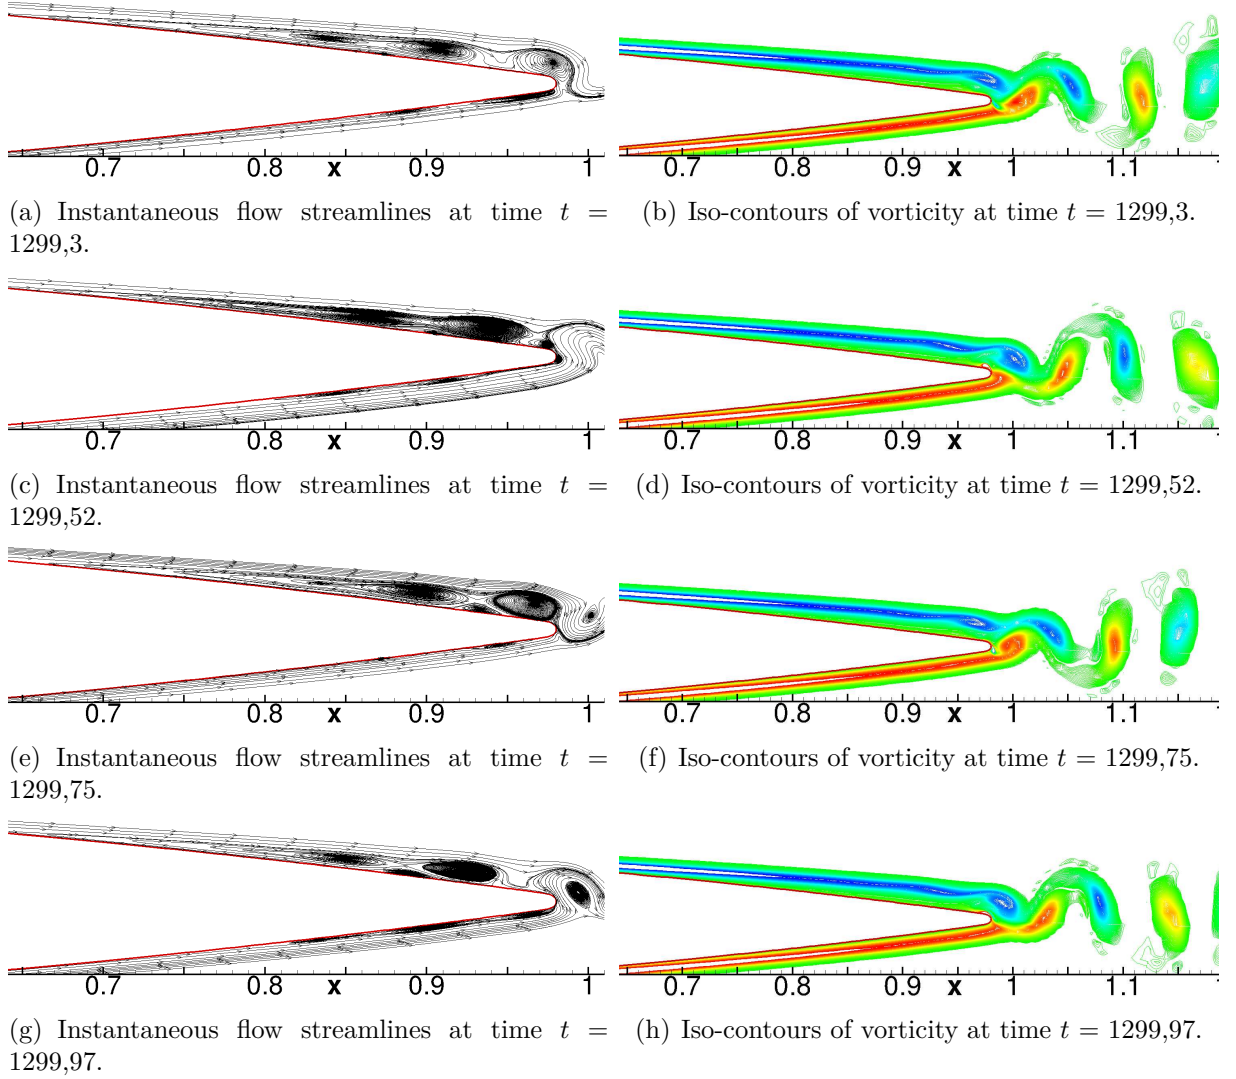 0.7 0.8 x 0.9 1
0.7 0.8 0.9 x 1 1.1
(a) Instantaneous flow streamlines at time t =
1299,3.
(b) Iso-contours of vorticity at time t = 1299,3.
0.7 0.8 x 0.9 1
0.7 0.8 0.9 x 1 1.1
(c) Instantaneous flow streamlines at time t =
1299,52.
(d) Iso-contours of vorticity at time t = 1299,52.
0.7 0.8 x 0.9 1
0.7 0.8 0.9 x 1 1.1
(e) Instantaneous flow streamlines at time t =
1299,75.
(f) Iso-contours of vorticity at time t = 1299,75.
0.7 0.8 x 0.9 1
0.7 0.8 0.9 x 1 1.1
(g) Instantaneous flow streamlines at time t =
1299,97.
(h) Iso-contours of vorticity at time t = 1299,97.